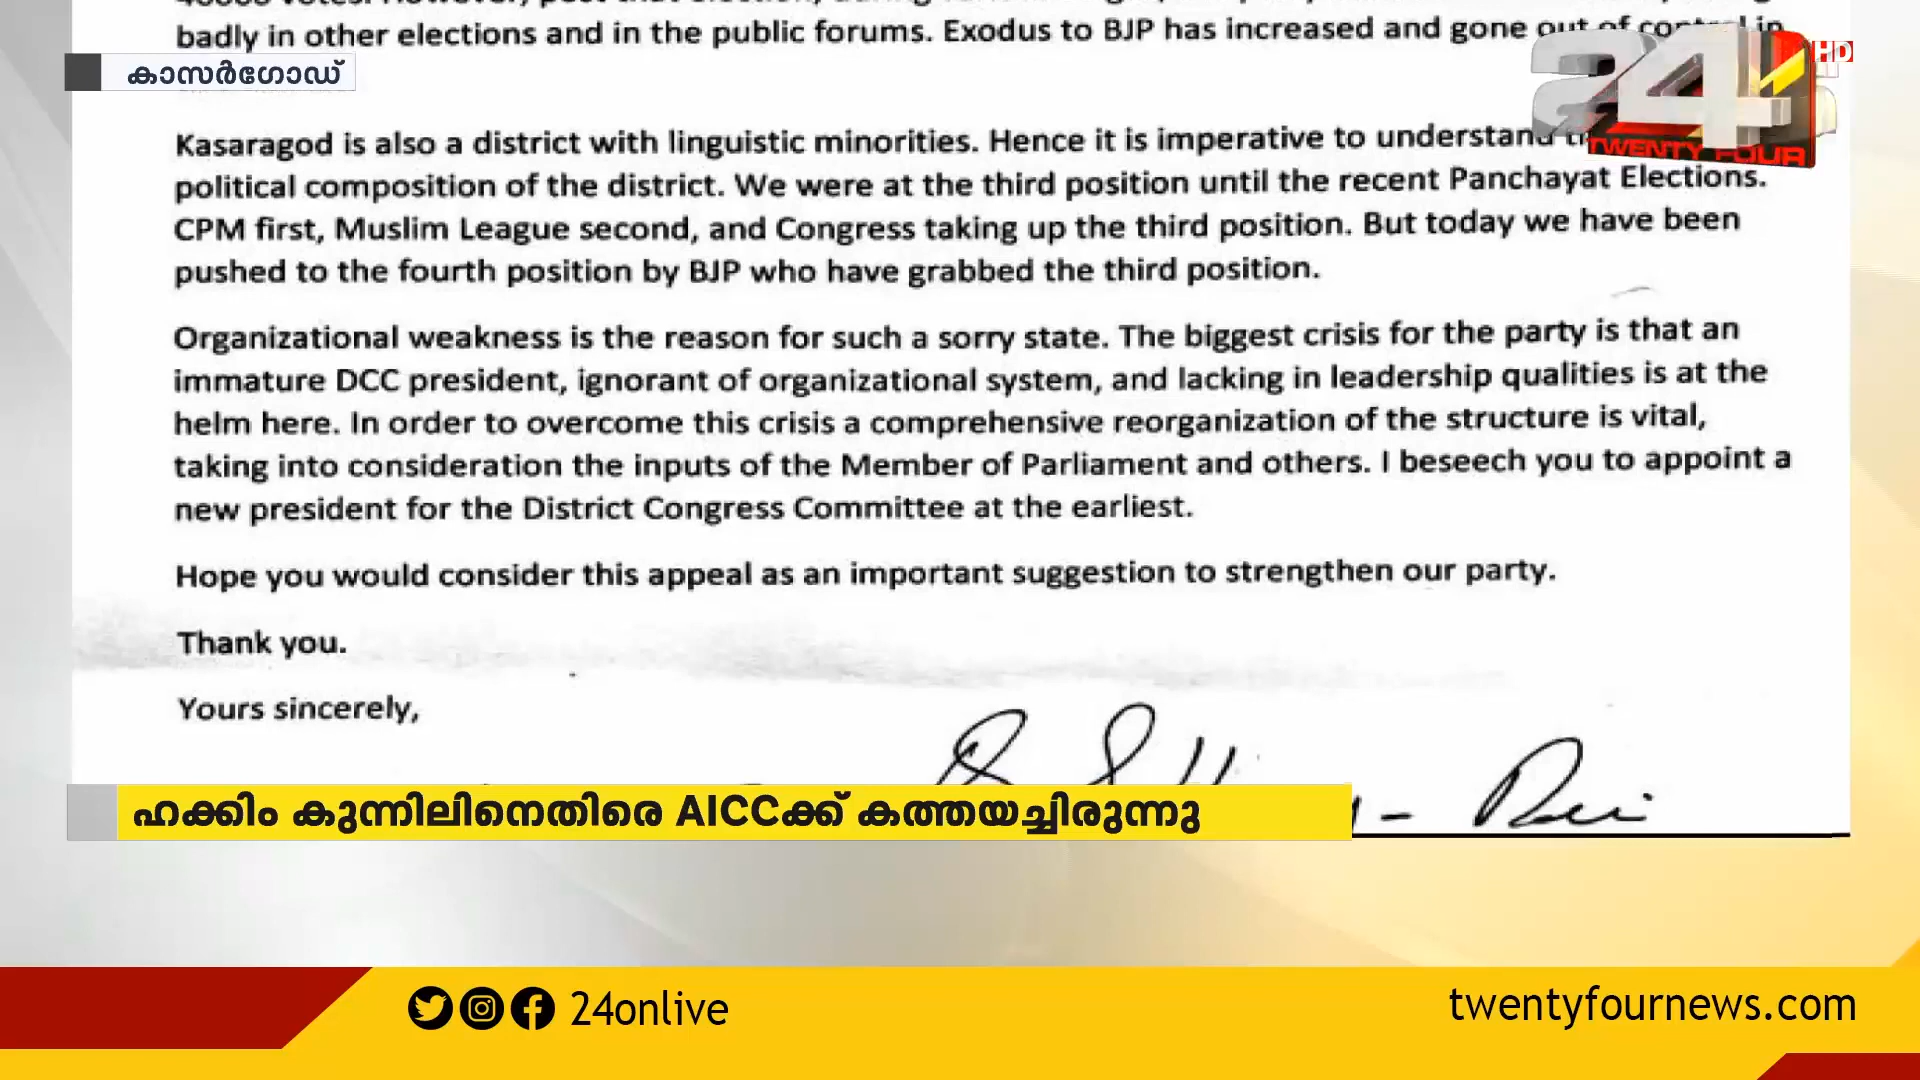 badly in other elections and in the public forums. Exodus to BJP has increased and gone out of control in
കാസർഗോഡ്
24
HD
TWENTY FOUR
Kasaragod is also a district with linguistic minorities. Hence it is imperative to understand
political composition of the district. We were at the third position until the recent Panchayat Elections.
CPM first, Muslim League second, and Congress taking up the third position. But today we have been
pushed to the fourth position by BJP who have grabbed the third position.
Organizational weakness is the reason for such a sorry state. The biggest crisis for the party is that an
immature DCC president, ignorant of organizational system, and lacking in leadership qualities is at the
helm here. In order to overcome this crisis a comprehensive reorganization of the structure is vital,
taking into consideration the inputs of the Member of Parliament and others. I beseech you to appoint a
new president for the District Congress Committee at the earliest.
Hope you would consider this appeal as an important suggestion to strengthen our party.
Thank you.
Yours sincerely,
ഹക്കിം കുന്നിലിനെതിരെ AICCക്ക് കത്തയച്ചിരുന്നു
24onlive
twentyfournews.com